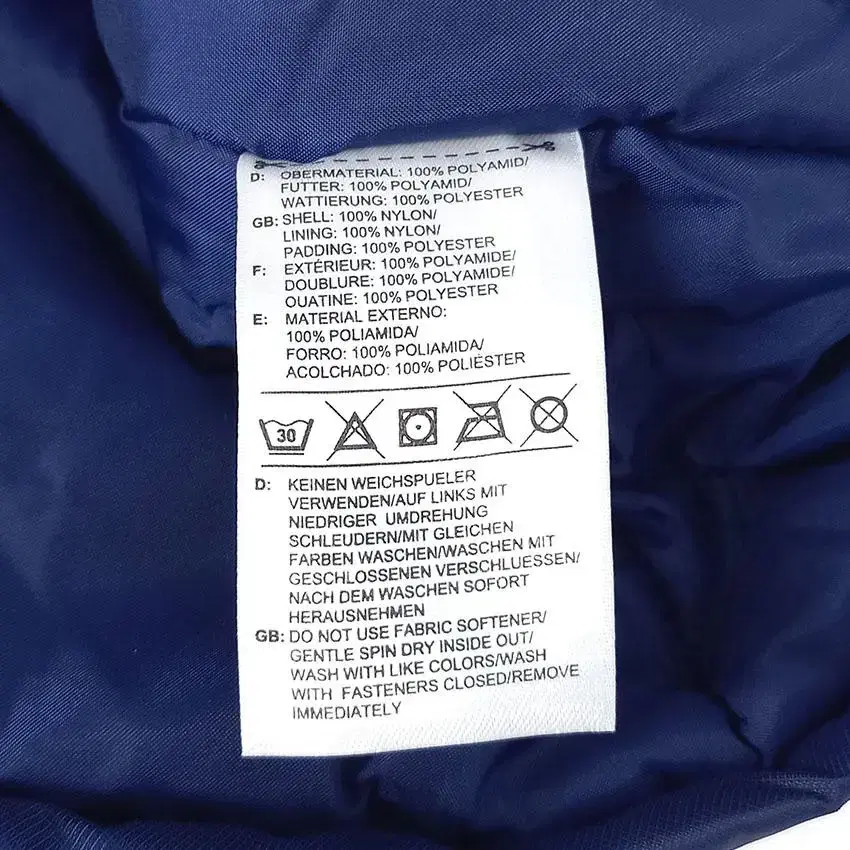 D: OBERMATERIAL: 100% POLYAMID/
FUTTER: 100% POLYAMID/
WATTIERUNG: 100% POLYESTER
GB: SHELL: 100% NYLON/
LINING: 100% NYLON/
PADDING: 100% POLYESTER
F: EXTÉRIEUR: 100% POLYAMIDE/
DOUBLURE: 100% POLYAMIDE/
OUATINE: 100% POLYESTER
E: MATERIAL EXTERNO:
100% POLIAMIDA/
FORRO: 100% POLIAMIDA/
ACOLCHADO: 100% POLIÉSTER
30
D: KEINEN WEICHSPUELER
VERWENDEN/AUF LINKS MIT
NIEDRIGER UMDREHUNG
SCHLEUDERN/MIT GLEICHEN
FARBEN WASCHEN/WASCHEN MIT
GESCHLOSSENEN VERSCHLUESSEN/
NACH DEM WASCHEN SOFORT
HERAUSNEHMEN
GB: DO NOT USE FABRIC SOFTENER/
GENTLE SPIN DRY INSIDE OUT/
WASH WITH LIKE COLORS/WASH
WITH FASTENERS CLOSED/REMOVE
IMMEDIATELY